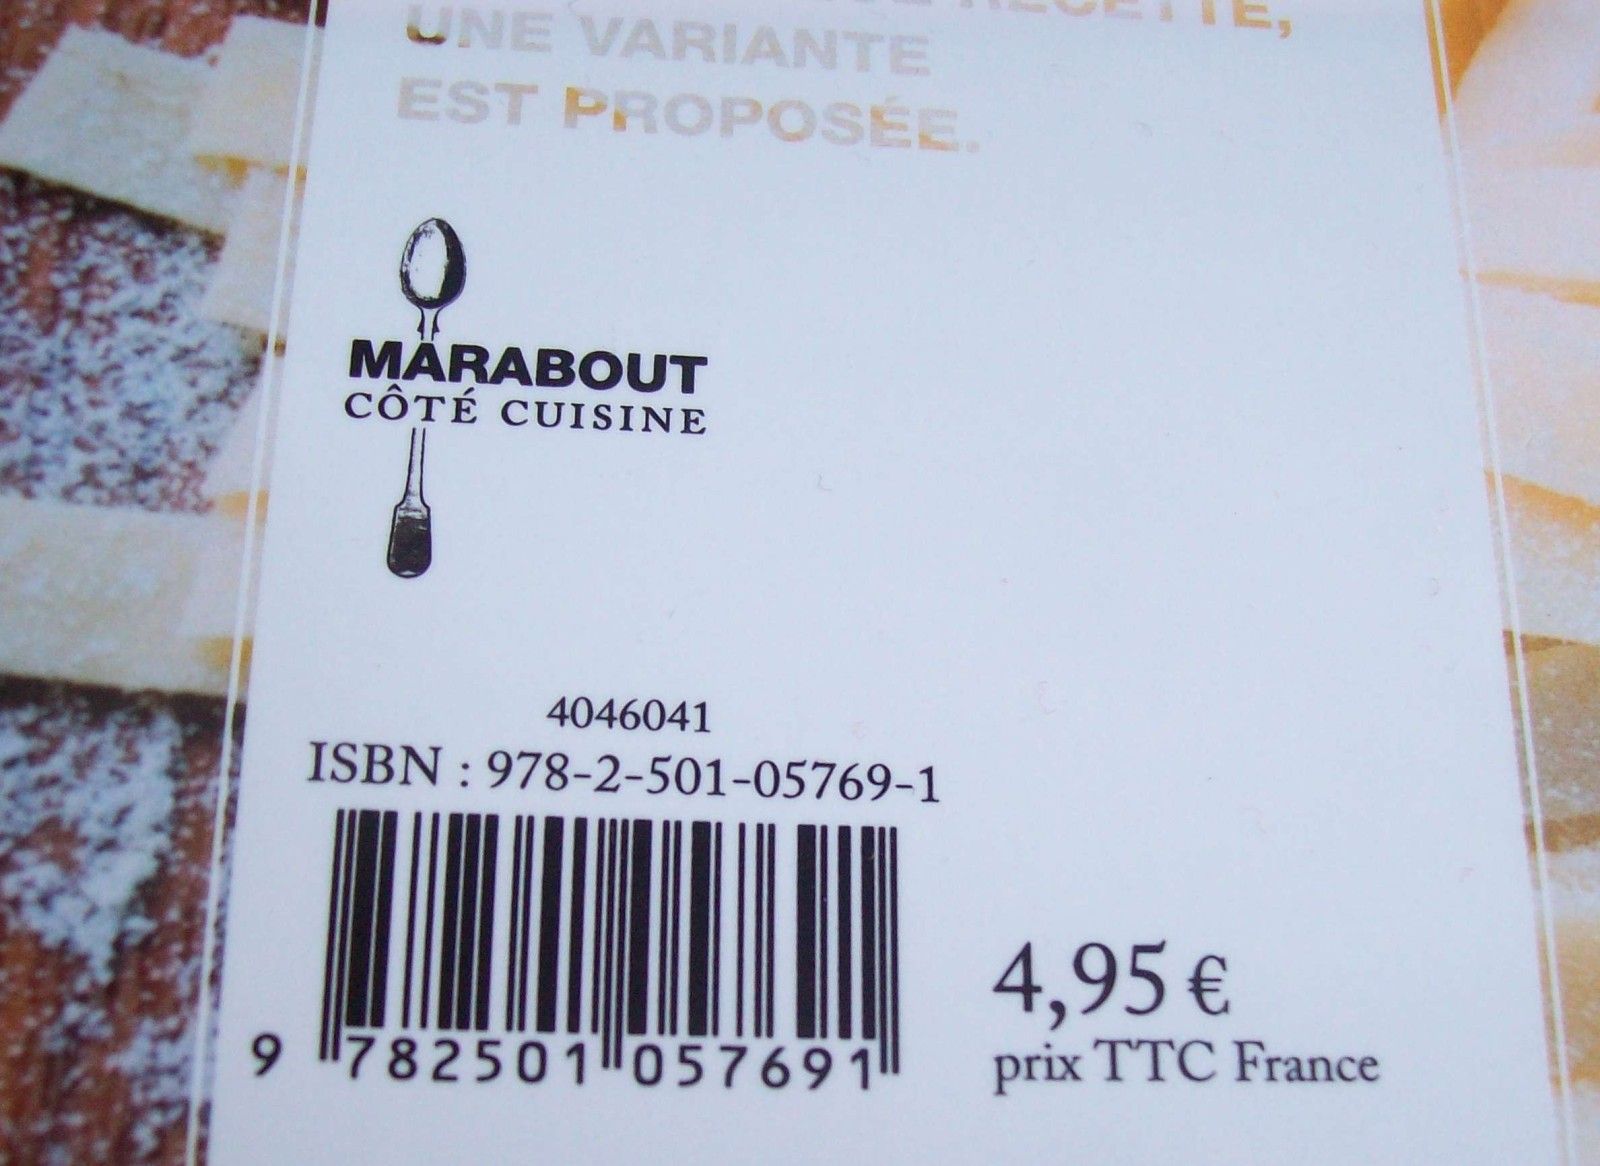 RECETTE,
UNE VARIANTE
EST PROPOSÉE.
MARABOUT
CÔTÉ CUISINE
4046041
ISBN : 978-2-501-05769-1
9 782501 057691
4,95 €
prix TTC France